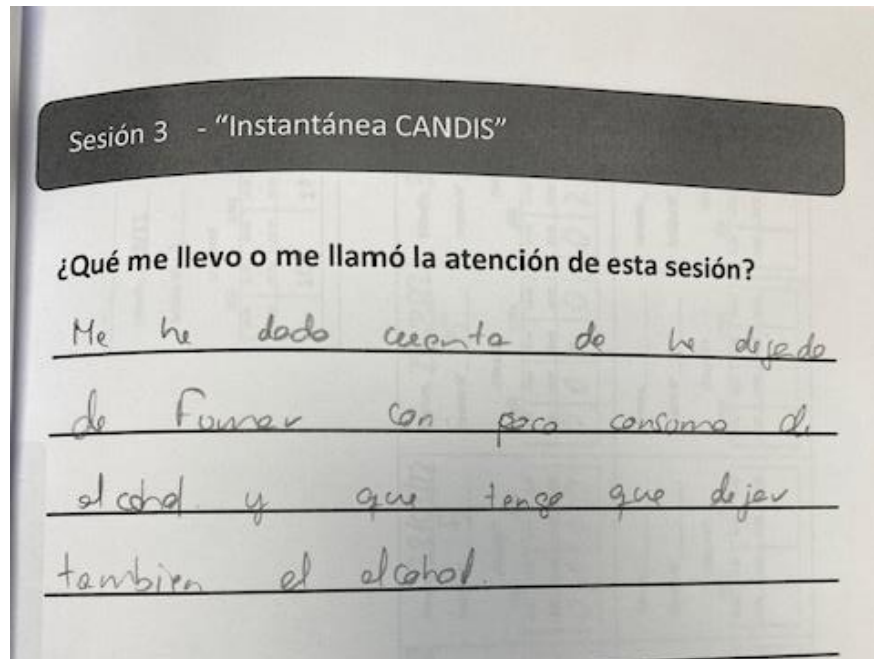 Sesión 3 - "Instantánea CANDIS"
¿Qué me llevo o me llamó la atención de esta sesión?
Me he dado cuenta de he dejado
de Fumar con poco consumo de
alcohol y que tengo que dejar
tambien el alcohol.